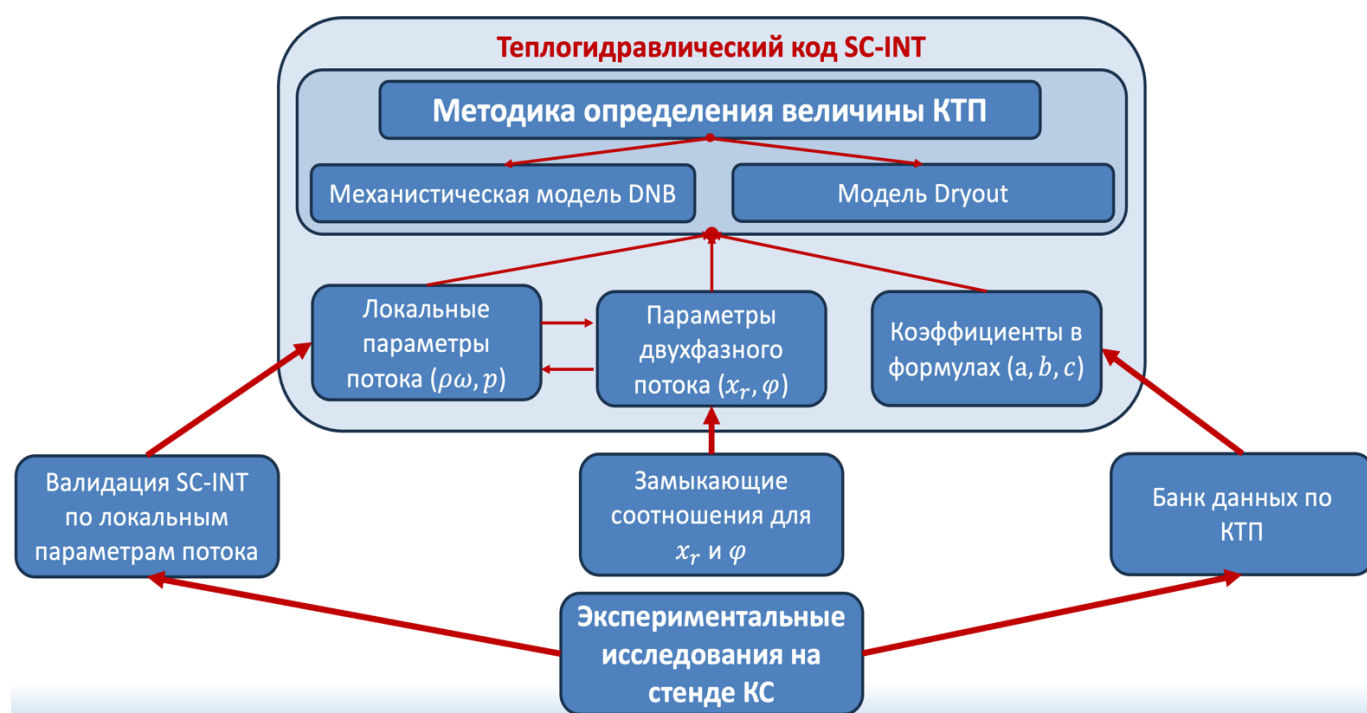 Теплогидравлический код SC-INT
Методика определения величины КТП
Механистическая модель DNB
Модель Dryout
Локальные
параметры
потока (ρω, p)
Параметры
двухфазного
потока (xᵣ, φ)
Коэффициенты в
формулах (a, b, c)
Валидация SC-INT
по локальным
параметрам потока
Замыкающие
соотношения для
xᵣ и φ
Банк данных по
КТП
Экспериментальные
исследования на
стенде КС